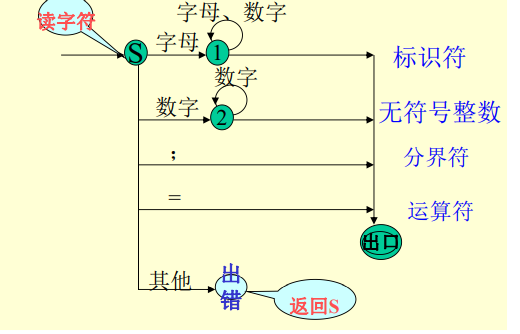 字母、数字
读字符
S
字母
1
标识符
数字
数字
2
无符号整数
;
分界符
=
运算符
出口
其他
出
错
返回S